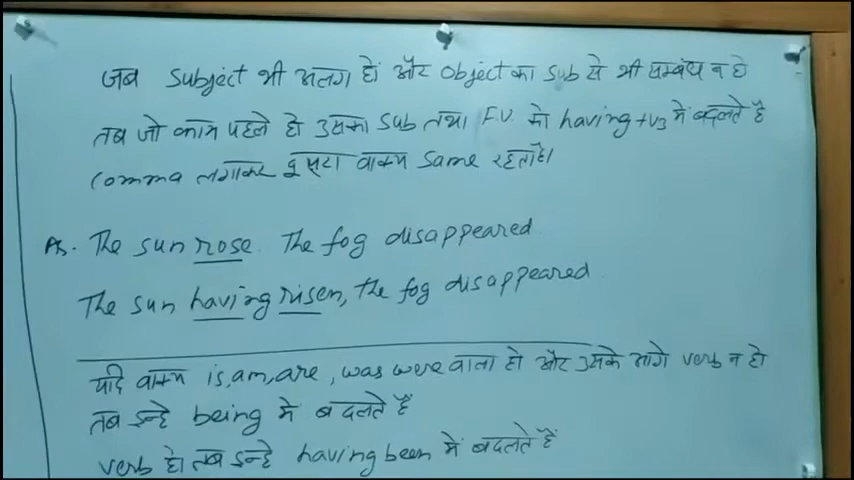 जब subject भी अलग हों और object का sub से भी सम्बंध न हो
तब जो काम पहले हो उसका sub तथा F.V. को having+V3 में बदलते है
comma लगाकर दूसरा वाक्य same रहता है।
As. The sun rose. The fog disappeared.
The sun having risen, the fog disappeared
यदि वाक्य is, am, are, was were वाला हो और उसके आगे verb न हो
तब इन्हे being में बदलते हैं
verb हो तब इन्हे having been में बदलते हैं